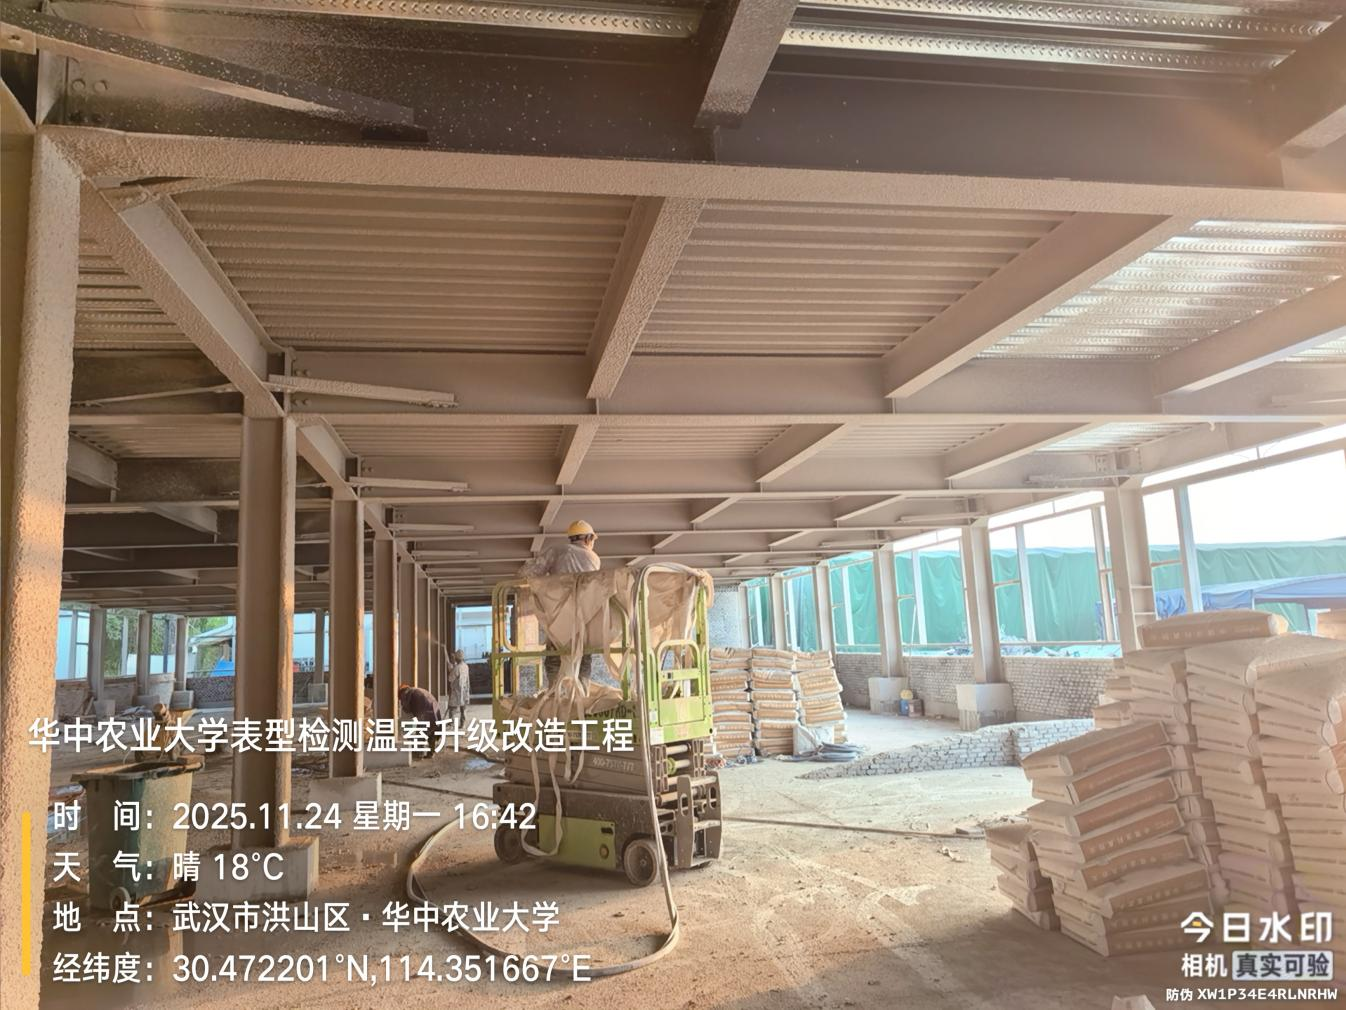 华中农业大学表型检测温室升级改造工程
时 间：2025.11.24 星期一 16:42
天 气：晴 18°C
地 点：武汉市洪山区·华中农业大学
经纬度：30.472201°N,114.351667°E
今日水印
相机 真实可验
防伪 XW1P34E4RLNRHW